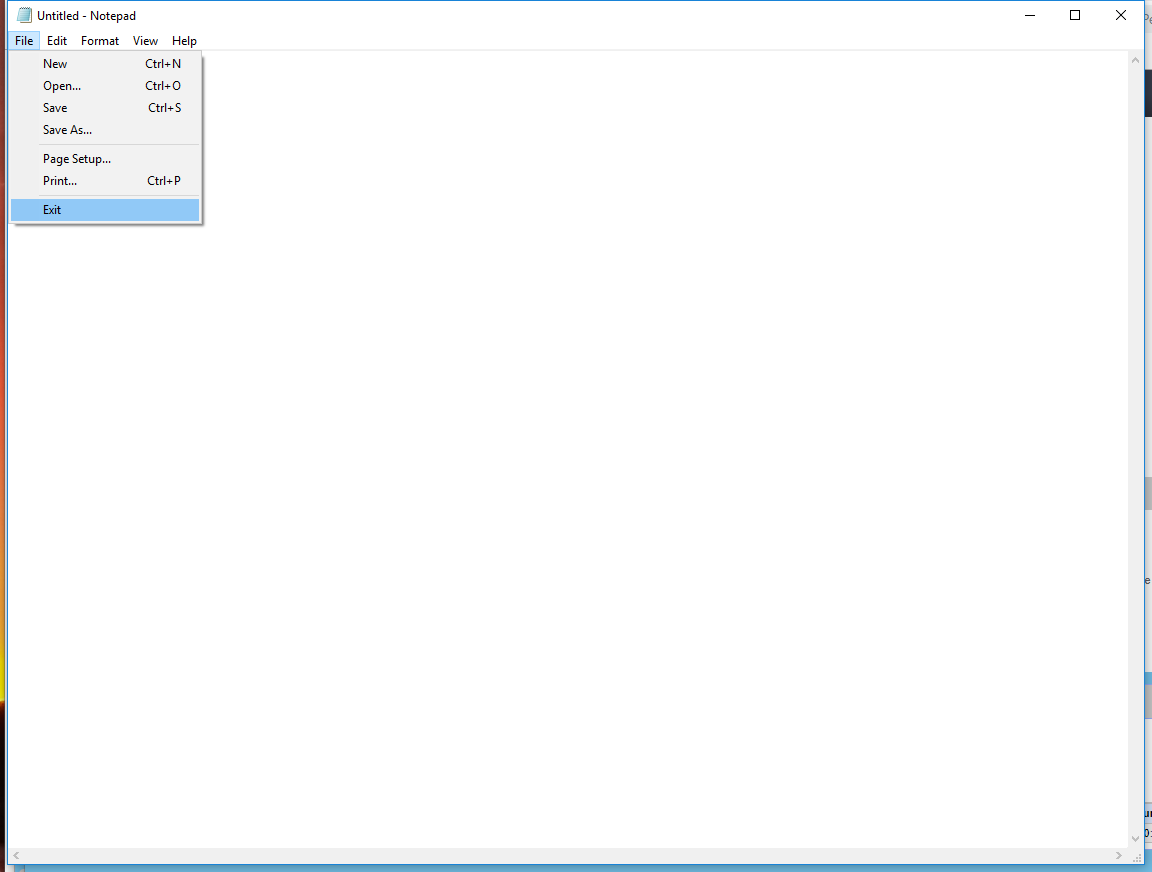 Untitled - Notepad
File Edit Format View Help
New Ctrl+N
Open... Ctrl+O
Save Ctrl+S
Save As...
Page Setup...
Print... Ctrl+P
Exit